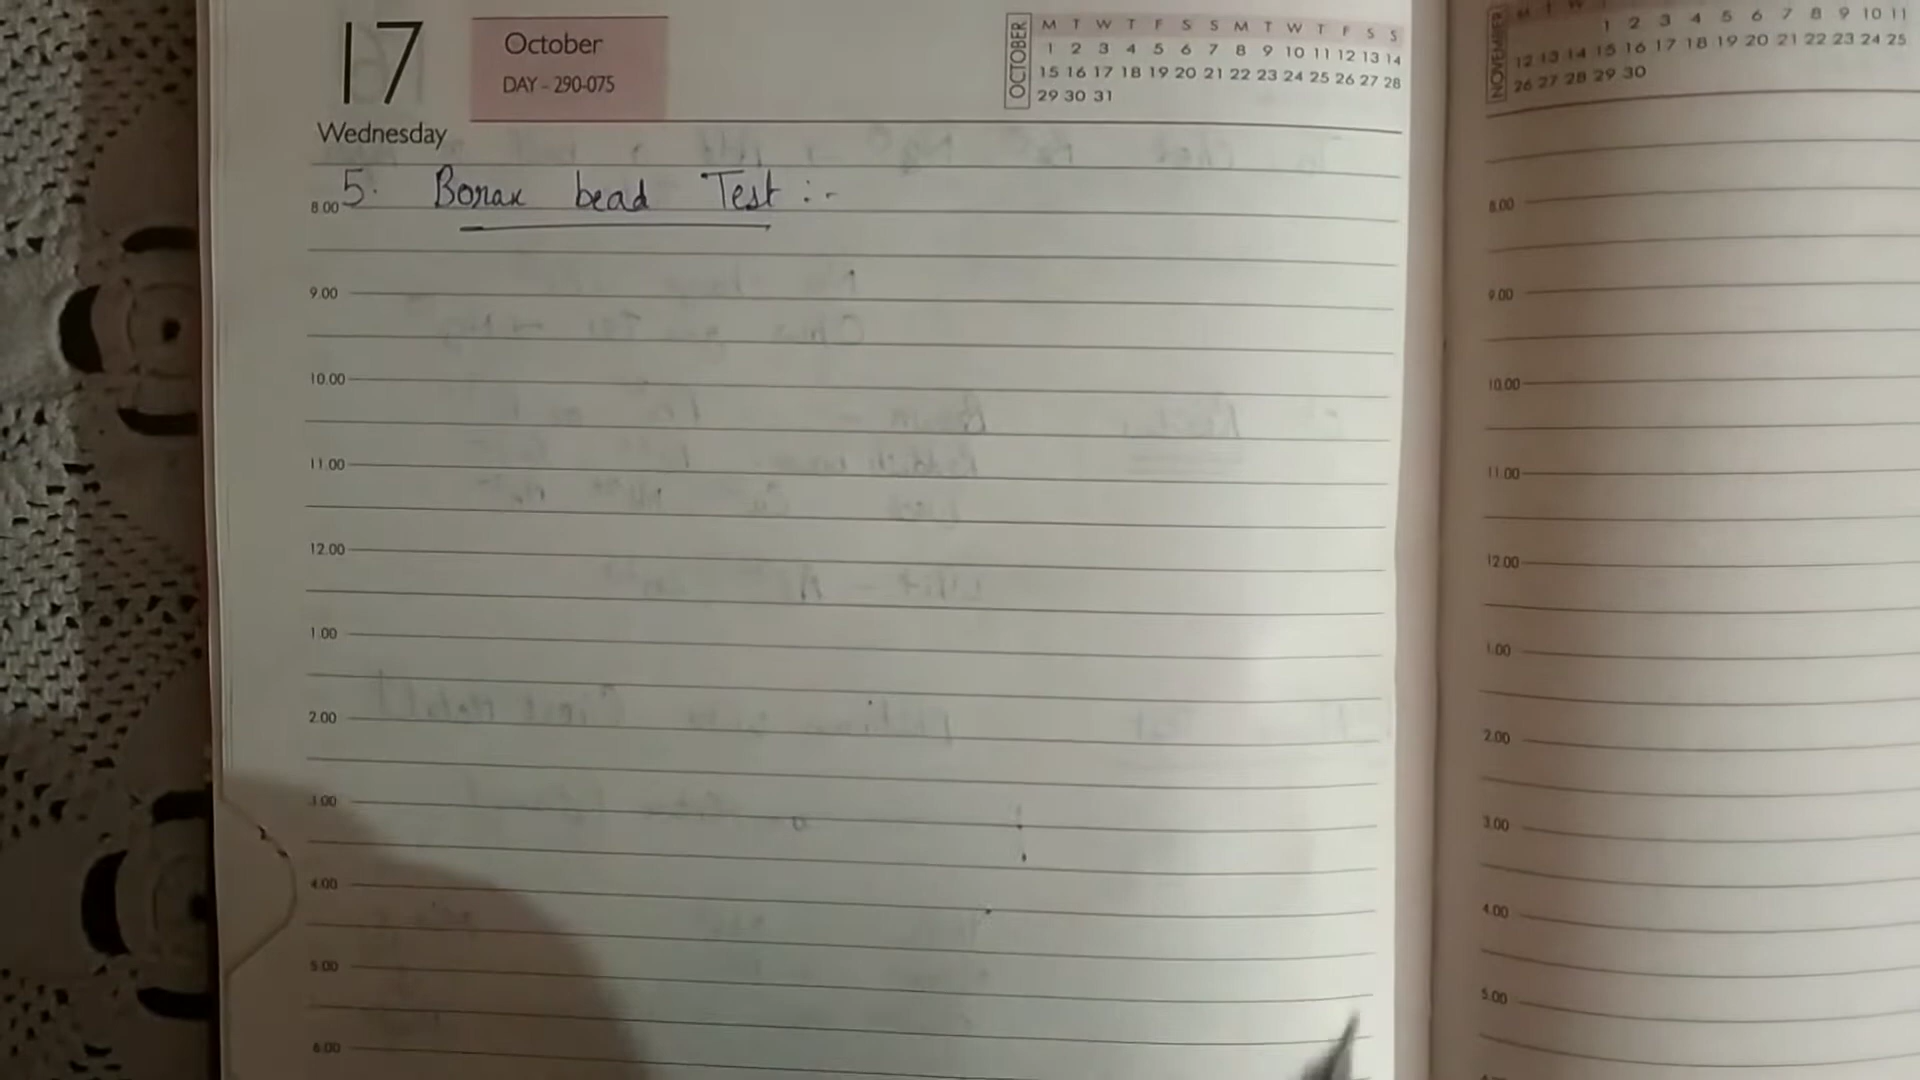 17
October
DAY - 290-075
Wednesday
OCTOBER
M T W T F S S M T W T F S S
1 2 3 4 5 6 7 8 9 10 11 12 13 14
15 16 17 18 19 20 21 22 23 24 25 26 27 28
29 30 31
5. Borax bead Test :-
8.00
9.00
10.00
11.00
12.00
1.00
2.00
3.00
4.00
5.00
6.00
NOVEMBER
1 2 3 4 5 6 7 8 9 10 11
12 13 14 15 16 17 18 19 20 21 22 23 24 25
26 27 28 29 30
8.00
9.00
10.00
11.00
12.00
1.00
2.00
3.00
4.00
5.00